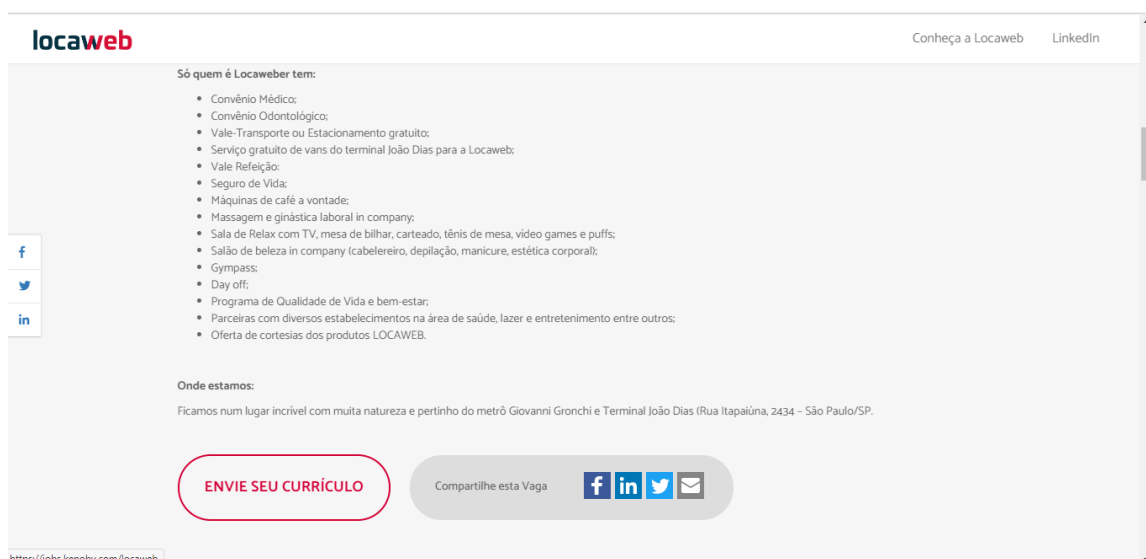 locaweb
Conheça a Locaweb
LinkedIn
Só quem é Locaweber tem:
Convênio Médico;
Convênio Odontológico;
Vale-Transporte ou Estacionamento gratuito;
Serviço gratuito de vans do terminal João Dias para a Locaweb;
Vale Refeição:
Seguro de Vida;
Máquinas de café a vontade;
Massagem e ginástica laboral in company;
Sala de Relax com TV, mesa de bilhar, carteado, tênis de mesa, vídeo games e puffs;
Salão de beleza in company (cabelereiro, depilação, manicure, estética corporal);
Gympass;
Day off;
Programa de Qualidade de Vida e bem-estar;
Parceiras com diversos estabelecimentos na área de saúde, lazer e entretenimento entre outros;
Oferta de cortesias dos produtos LOCAWEB.
Onde estamos:
Ficamos num lugar incrível com muita natureza e pertinho do metrô Giovanni Gronchi e Terminal João Dias (Rua Itapaiúna, 2434 – São Paulo/SP.
ENVIE SEU CURRÍCULO
Compartilhe esta Vaga
https://jobs.kenoby.com/locaweb